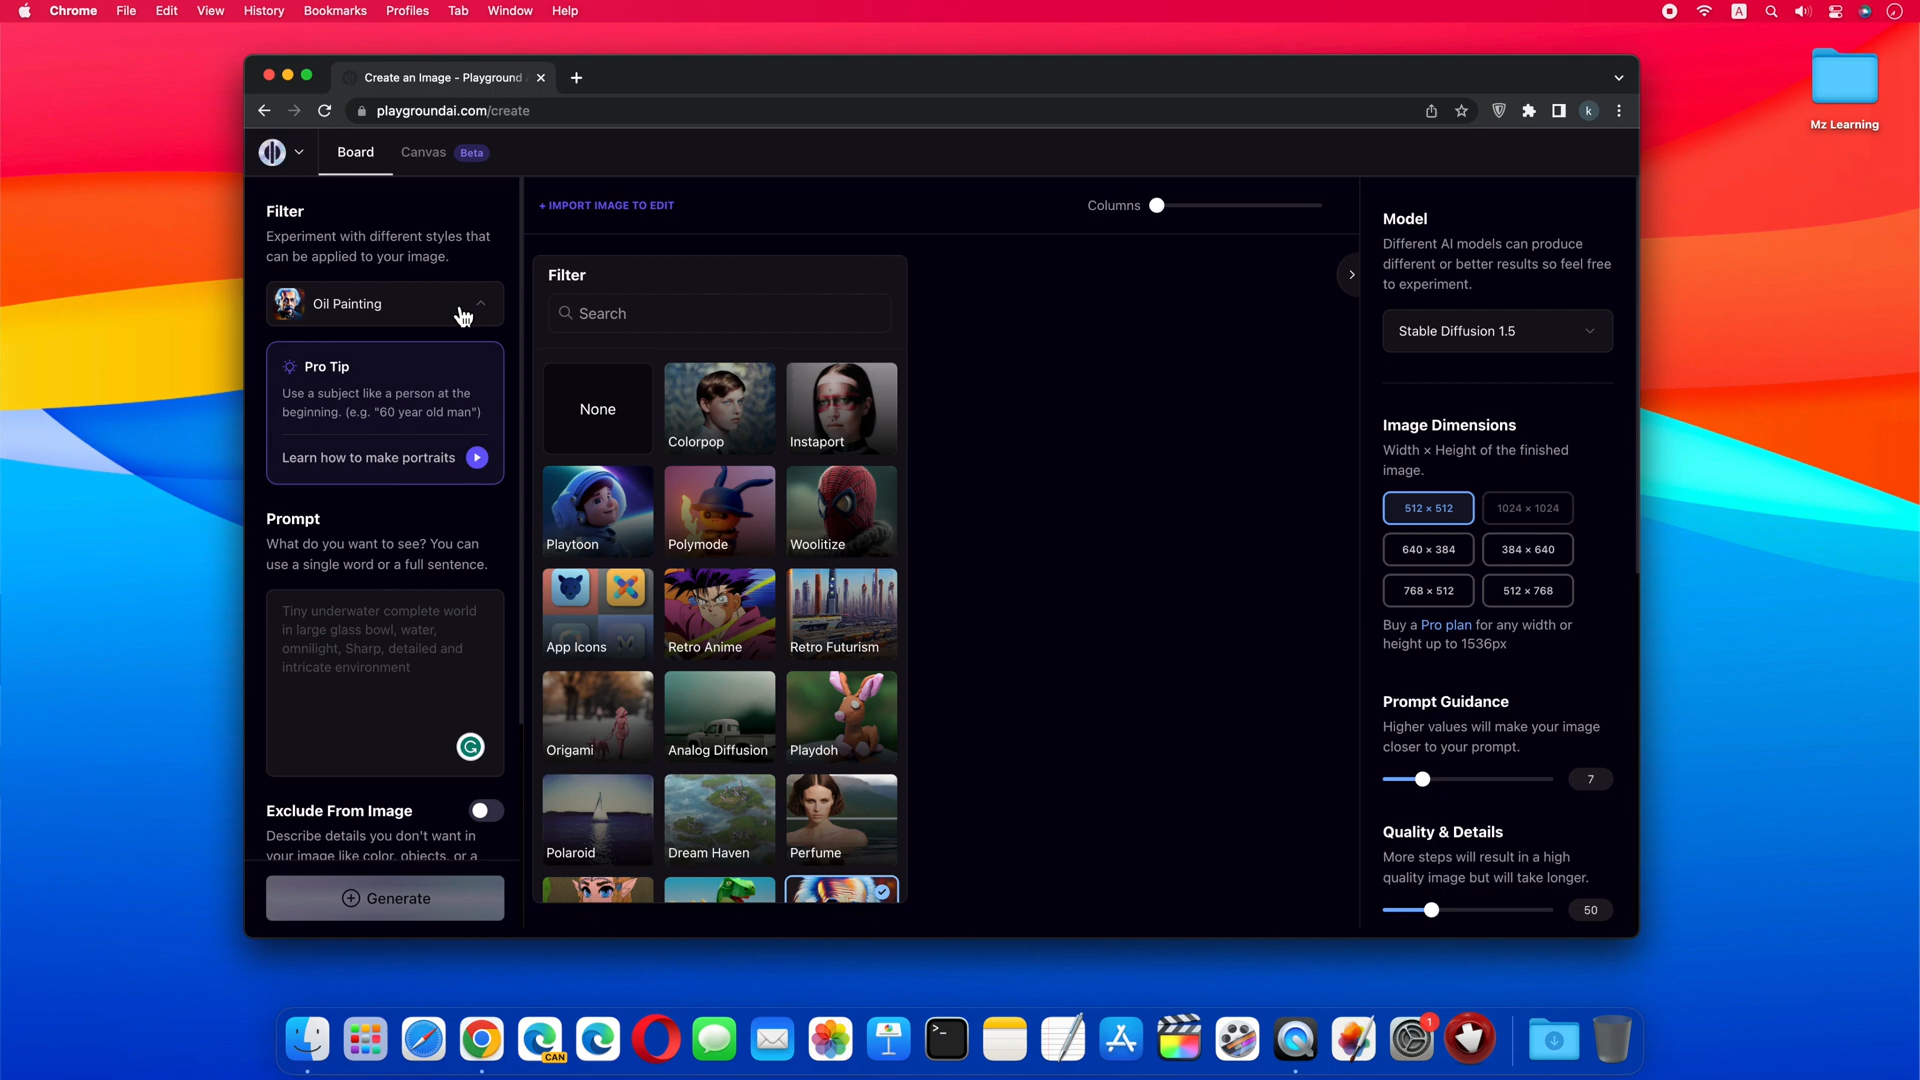 Chrome File Edit View History Bookmarks Profiles Tab Window Help
A
Mz Learning
Create an Image - Playground
playgroundai.com/create
k
Board Canvas Beta
Filter
Experiment with different styles that
can be applied to your image.
Oil Painting
Pro Tip
Use a subject like a person at the
beginning. (e.g. "60 year old man")
Learn how to make portraits
Prompt
What do you want to see? You can
use a single word or a full sentence.
Tiny underwater complete world
in large glass bowl, water,
omnilight, Sharp, detailed and
intricate environment
Exclude From Image
Describe details you don't want in
your image like color, objects, or a
Generate
+ IMPORT IMAGE TO EDIT
Columns
Filter
Search
None
Colorpop
Instaport
Playtoon
Polymode
Woolitize
App Icons
Retro Anime
Retro Futurism
Origami
Analog Diffusion
Playdoh
Polaroid
Dream Haven
Perfume
Model
Different AI models can produce
different or better results so feel free
to experiment.
Stable Diffusion 1.5
Image Dimensions
Width × Height of the finished
image.
512 × 512
1024 × 1024
640 × 384
384 × 640
768 × 512
512 × 768
Buy a Pro plan for any width or
height up to 1536px
Prompt Guidance
Higher values will make your image
closer to your prompt.
7
Quality & Details
More steps will result in a high
quality image but will take longer.
50
CAN
1